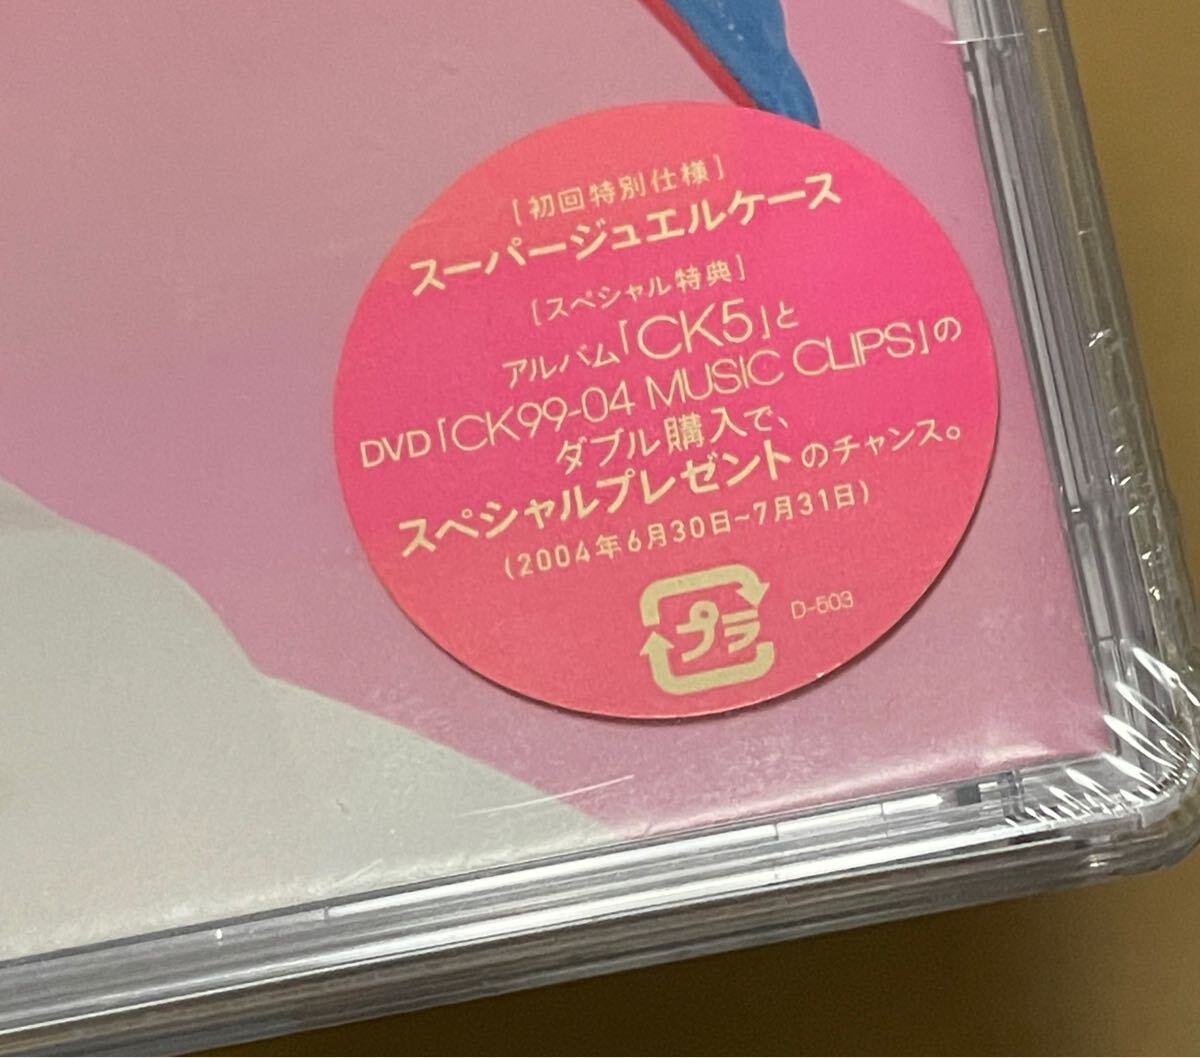 [初回特別仕様]
スーパージュエルケース
[スペシャル特典]
アルバム「CK5」と
DVD「CK99-04 MUSIC CLIPS」の
ダブル購入で、
スペシャルプレゼントのチャンス。
(2004年6月30日~7月31日)
プラ
D-503